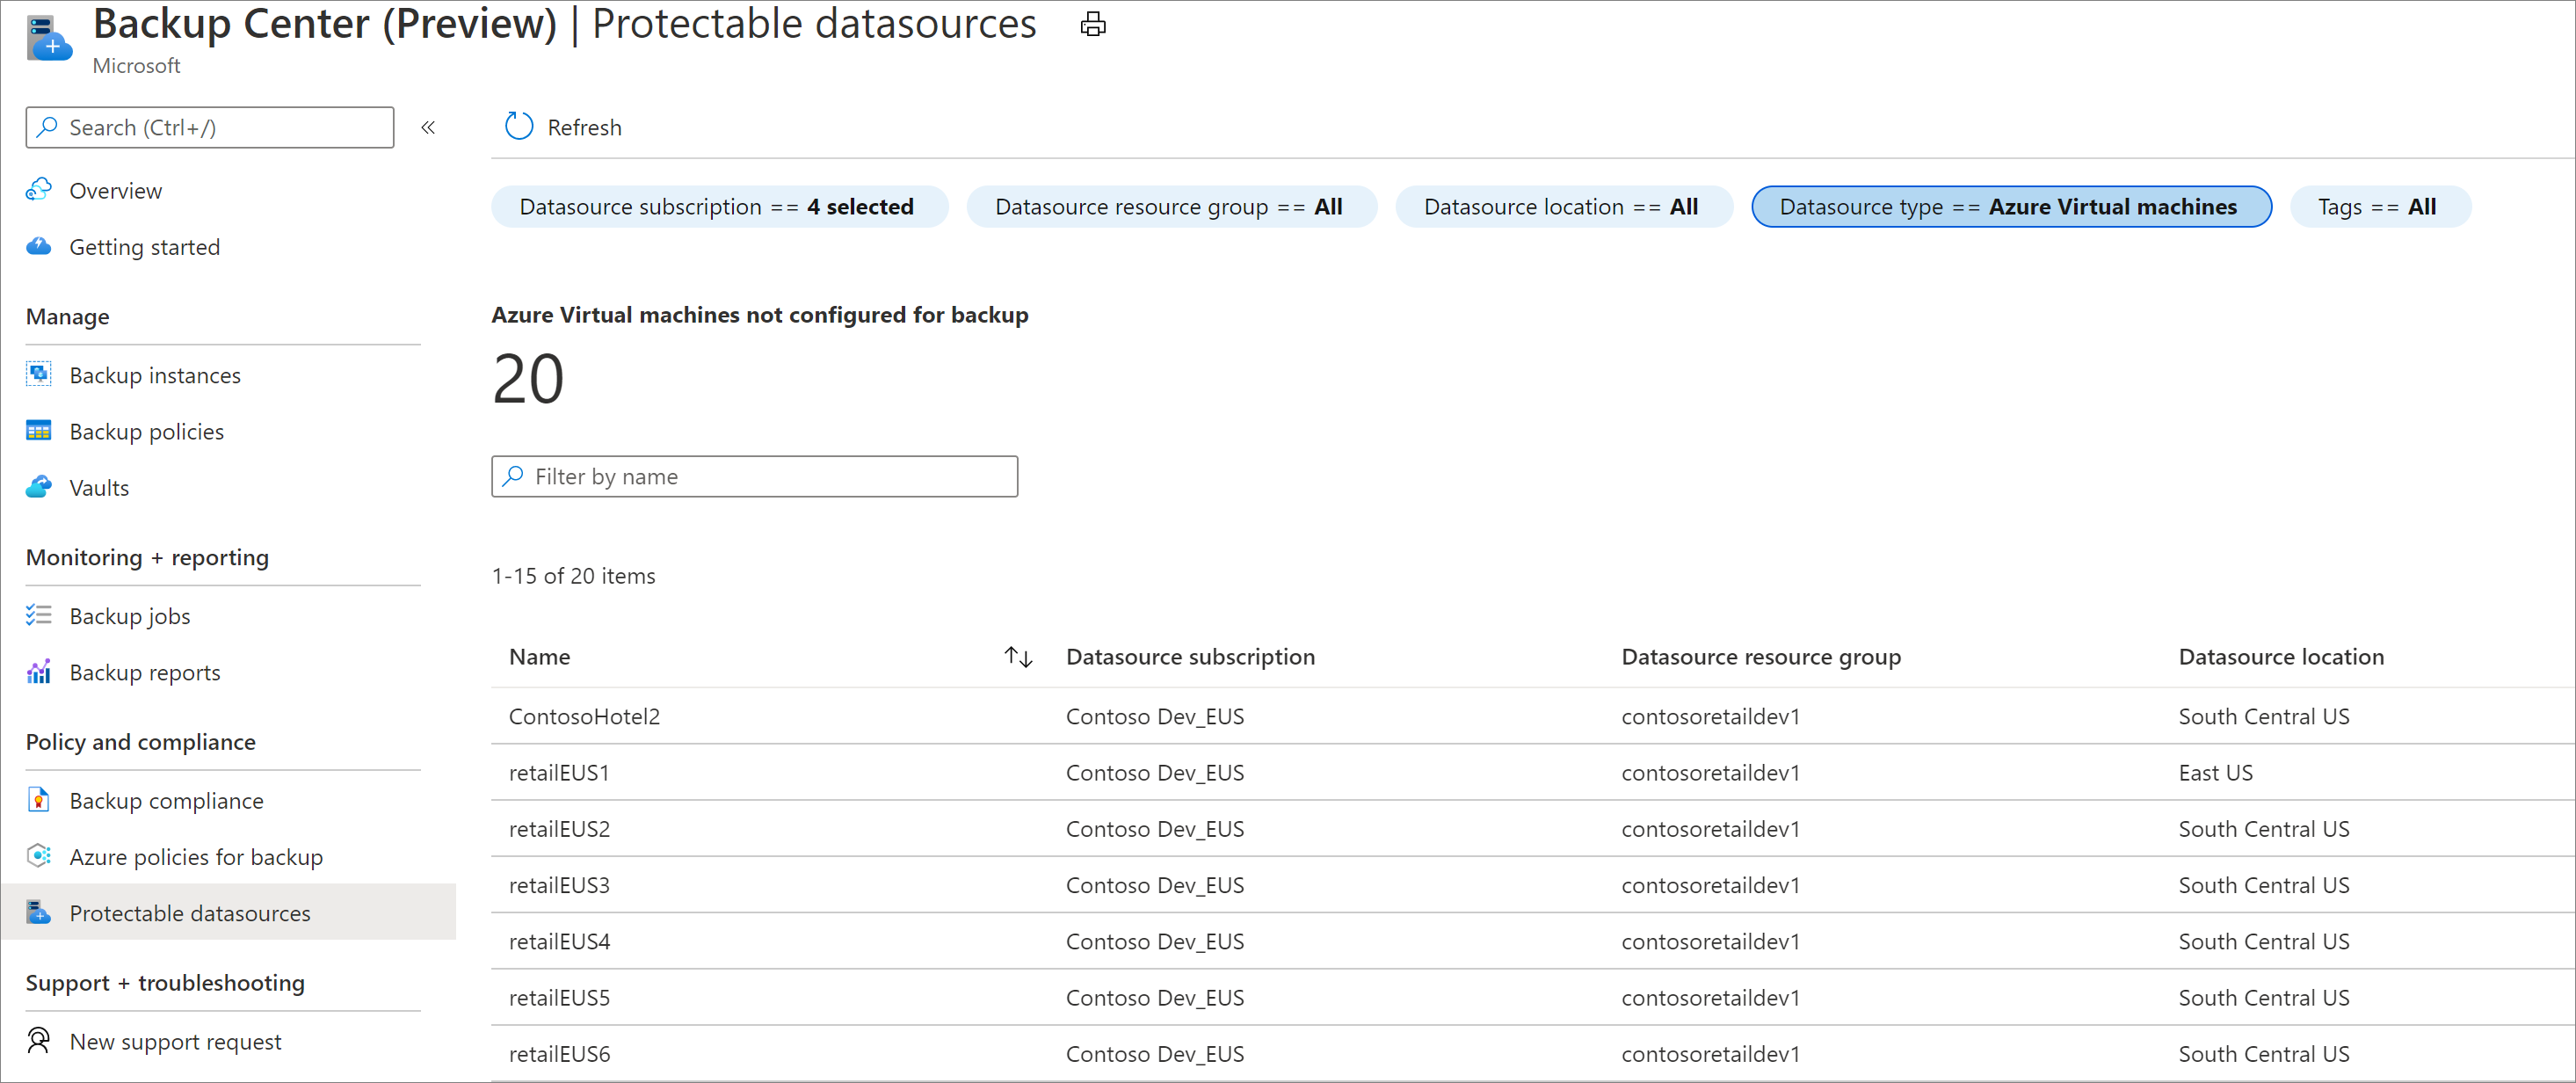 Backup Center (Preview) | Protectable datasources
Microsoft
Search (Ctrl+/)
Overview
Getting started
Manage
Backup instances
Backup policies
Vaults
Monitoring + reporting
Backup jobs
Backup reports
Policy and compliance
Backup compliance
Azure policies for backup
Protectable datasources
Support + troubleshooting
New support request
Refresh
Datasource subscription == 4 selected Datasource resource group == All Datasource location == All Datasource type == Azure Virtual machines Tags == All
Azure Virtual machines not configured for backup
20
Filter by name
1-15 of 20 items
Name Datasource subscription Datasource resource group Datasource location
ContosoHotel2 Contoso Dev_EUS contosoretaildev1 South Central US
retailEUS1 Contoso Dev_EUS contosoretaildev1 East US
retailEUS2 Contoso Dev_EUS contosoretaildev1 South Central US
retailEUS3 Contoso Dev_EUS contosoretaildev1 South Central US
retailEUS4 Contoso Dev_EUS contosoretaildev1 South Central US
retailEUS5 Contoso Dev_EUS contosoretaildev1 South Central US
retailEUS6 Contoso Dev_EUS contosoretaildev1 South Central US